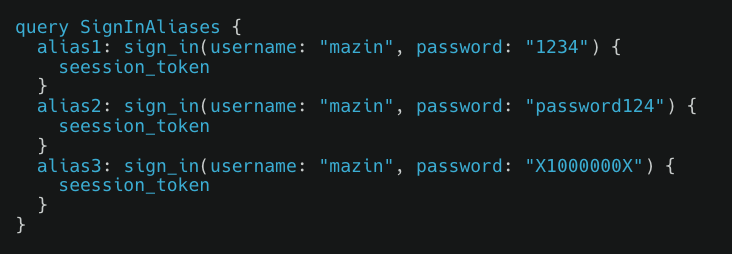 query SignInAliases {
  alias1: sign_in(username: "mazin", password: "1234") {
    seession_token
  }
  alias2: sign_in(username: "mazin", password: "password124") {
    seession_token
  }
  alias3: sign_in(username: "mazin", password: "X1000000X") {
    seession_token
  }
}